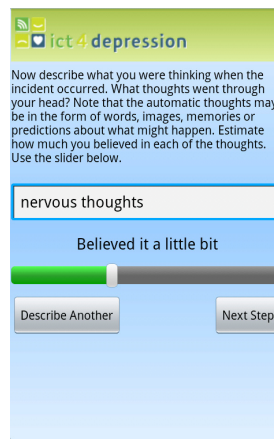 ict4depression
Now describe what you were thinking when the
incident occurred. What thoughts went through
your head? Note that the automatic thoughts may
be in the form of words, images, memories or
predictions about what might happen. Estimate
how much you believed in each of the thoughts.
Use the slider below.
nervous thoughts
Believed it a little bit
Describe Another
Next Step